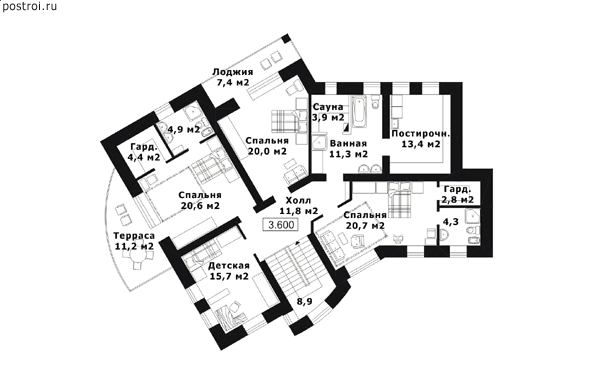 postroi.ru
Лоджия
7,4 м2
Сауна
3,9 м2
4,9 м2
Гард.
4,4 м2
Спальня
20,0 м2
Ванная
11,3 м2
Постирочн.
13,4 м2
Спальня
20,6 м2
Холл
11,8 м2
Гард.
2,8 м2
Спальня
20,7 м2
4,3
3.600
Терраса
11,2 м2
Детская
15,7 м2
8,9